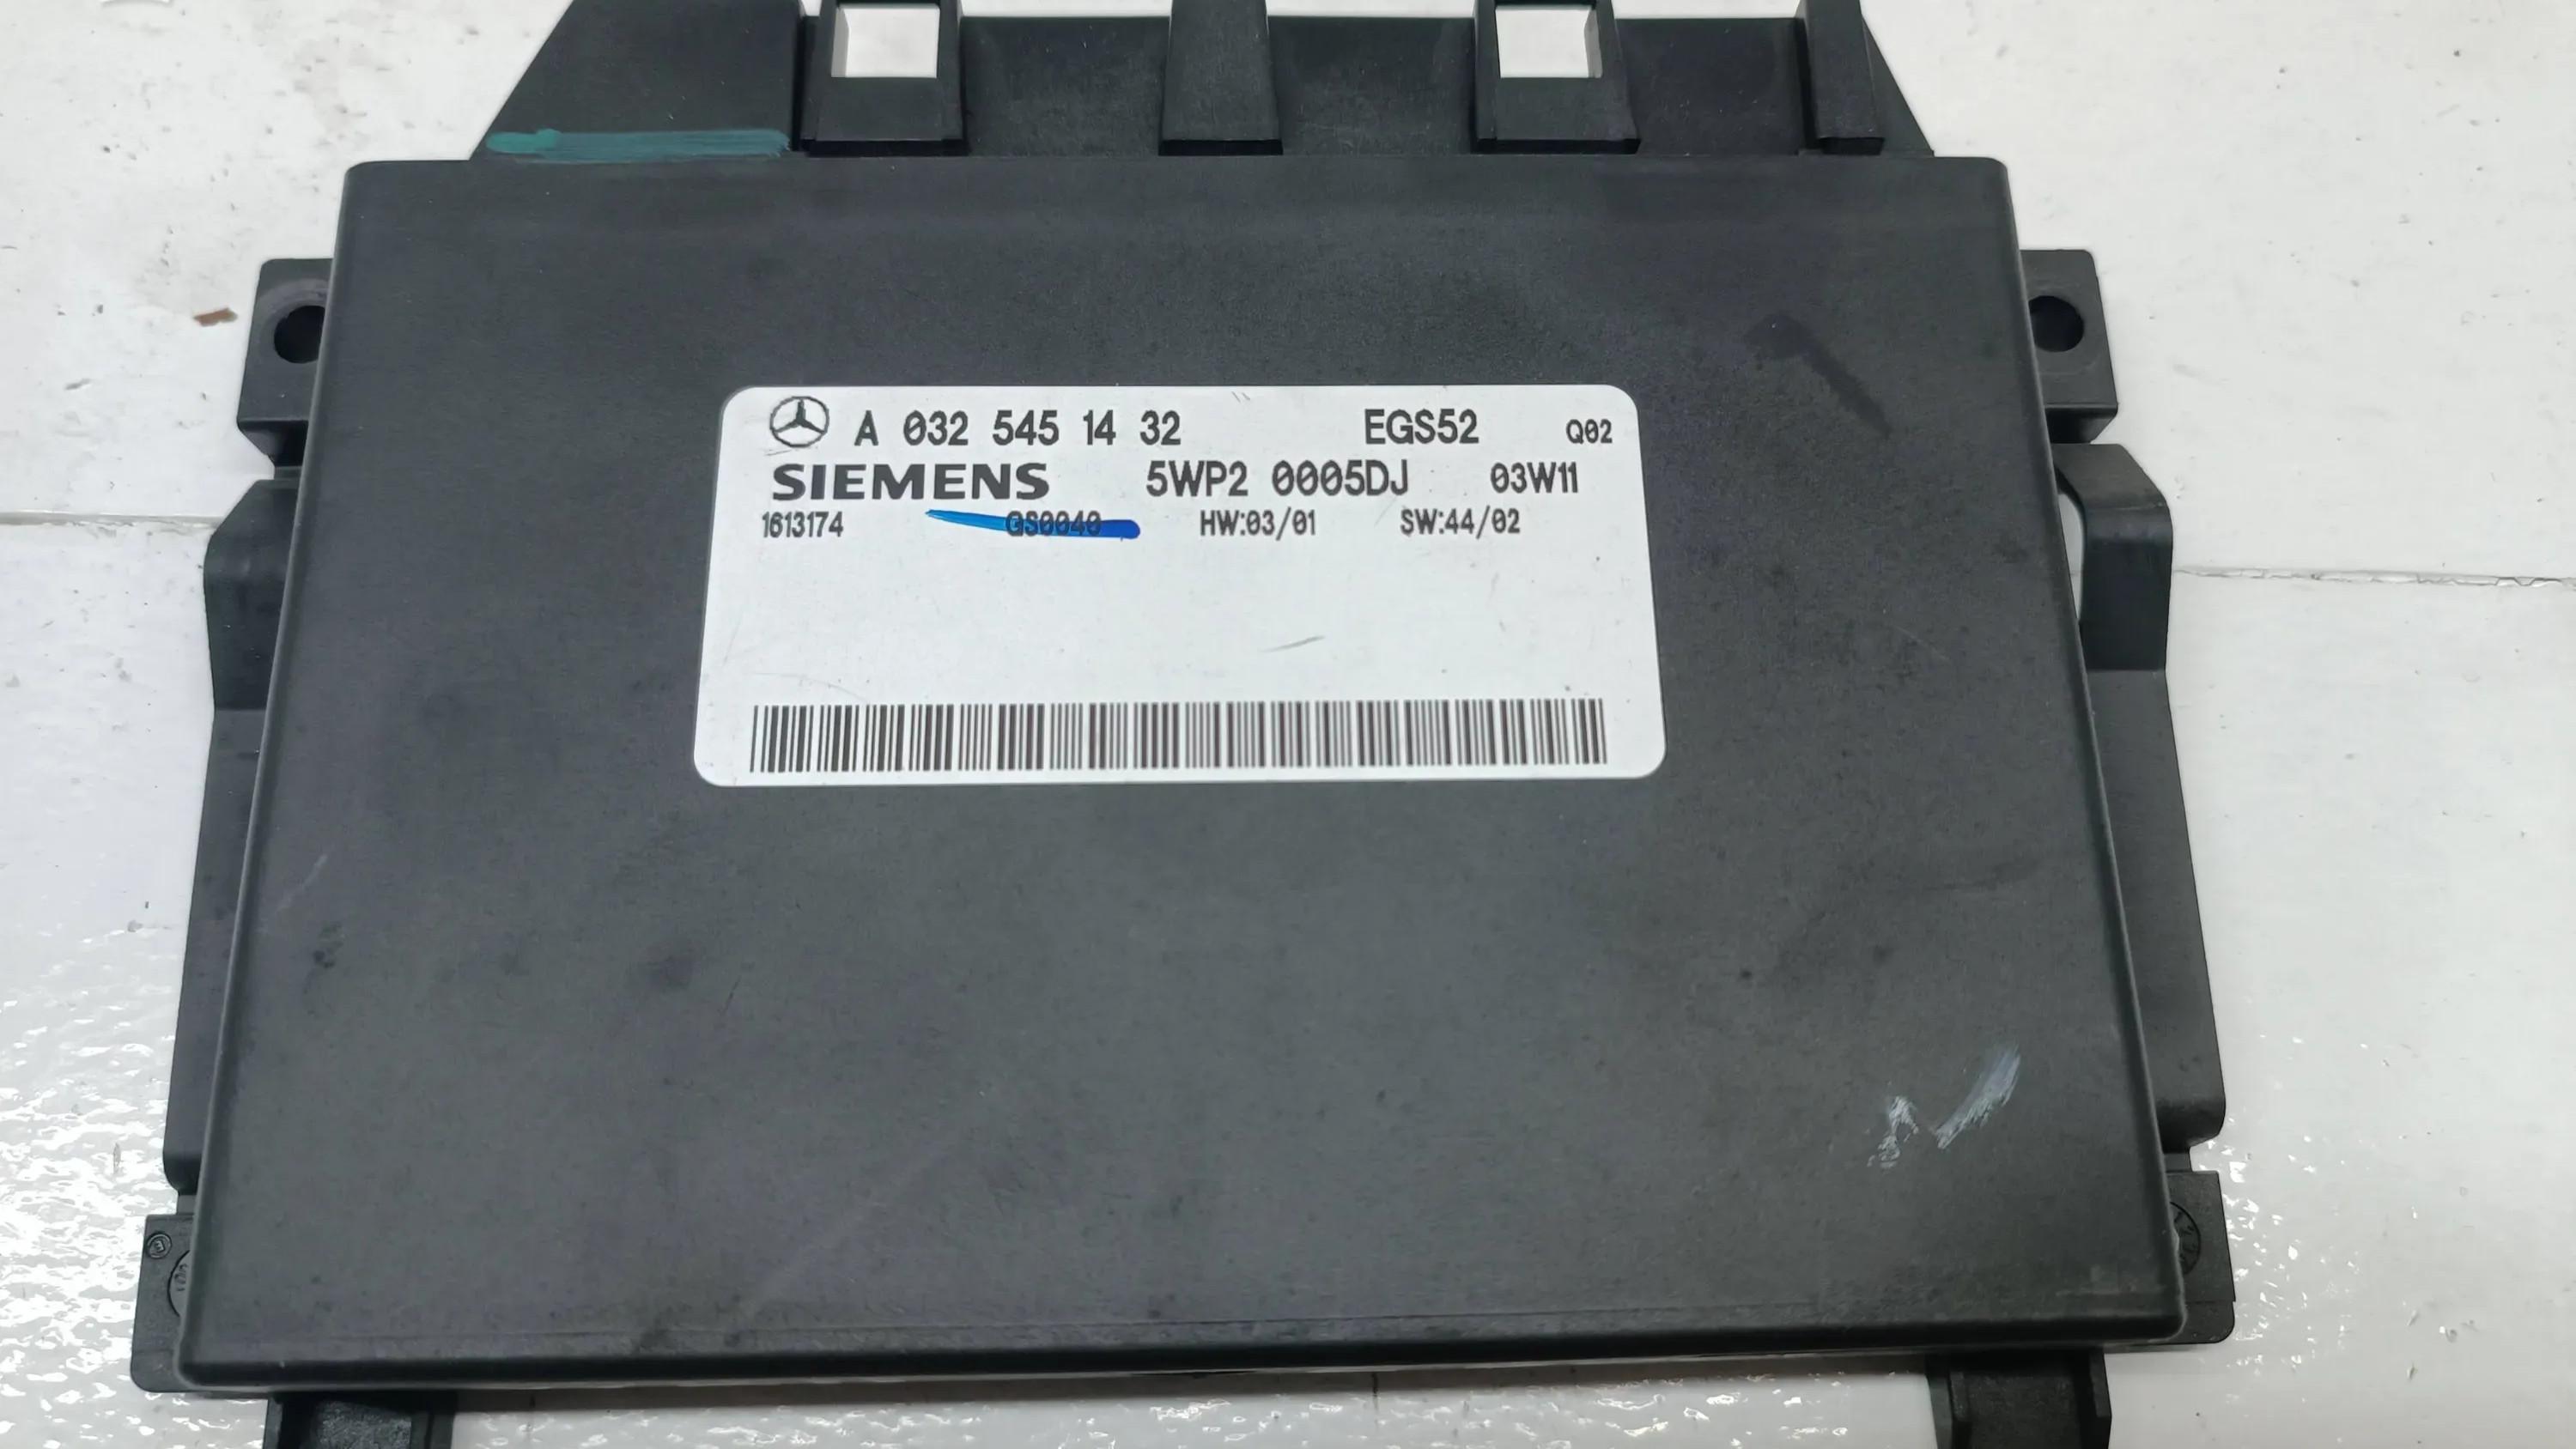 A 032 545 14 32 EGS52 Q02
SIEMENS 5WP2 0005DJ 03W11
1613174 GS0040 HW:03/01 SW:44/02